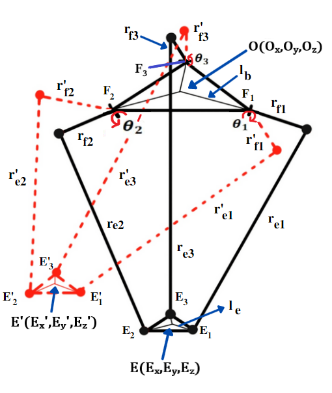 r_f3
r'_f3
F_3
θ_3
O(O_x,O_y,O_z)
l_b
r'_f2
F_2
F_1
r_f1
θ_2
θ_1
r_f2
r'_f1
r'_e2
r'_e3
r'_e1
r_e2
r_e1
r_e3
E'_3
E'_2
E'_1
E'(E_x',E_y',E_z')
E_3
l_e
E_2
E_1
E(E_x,E_y,E_z)